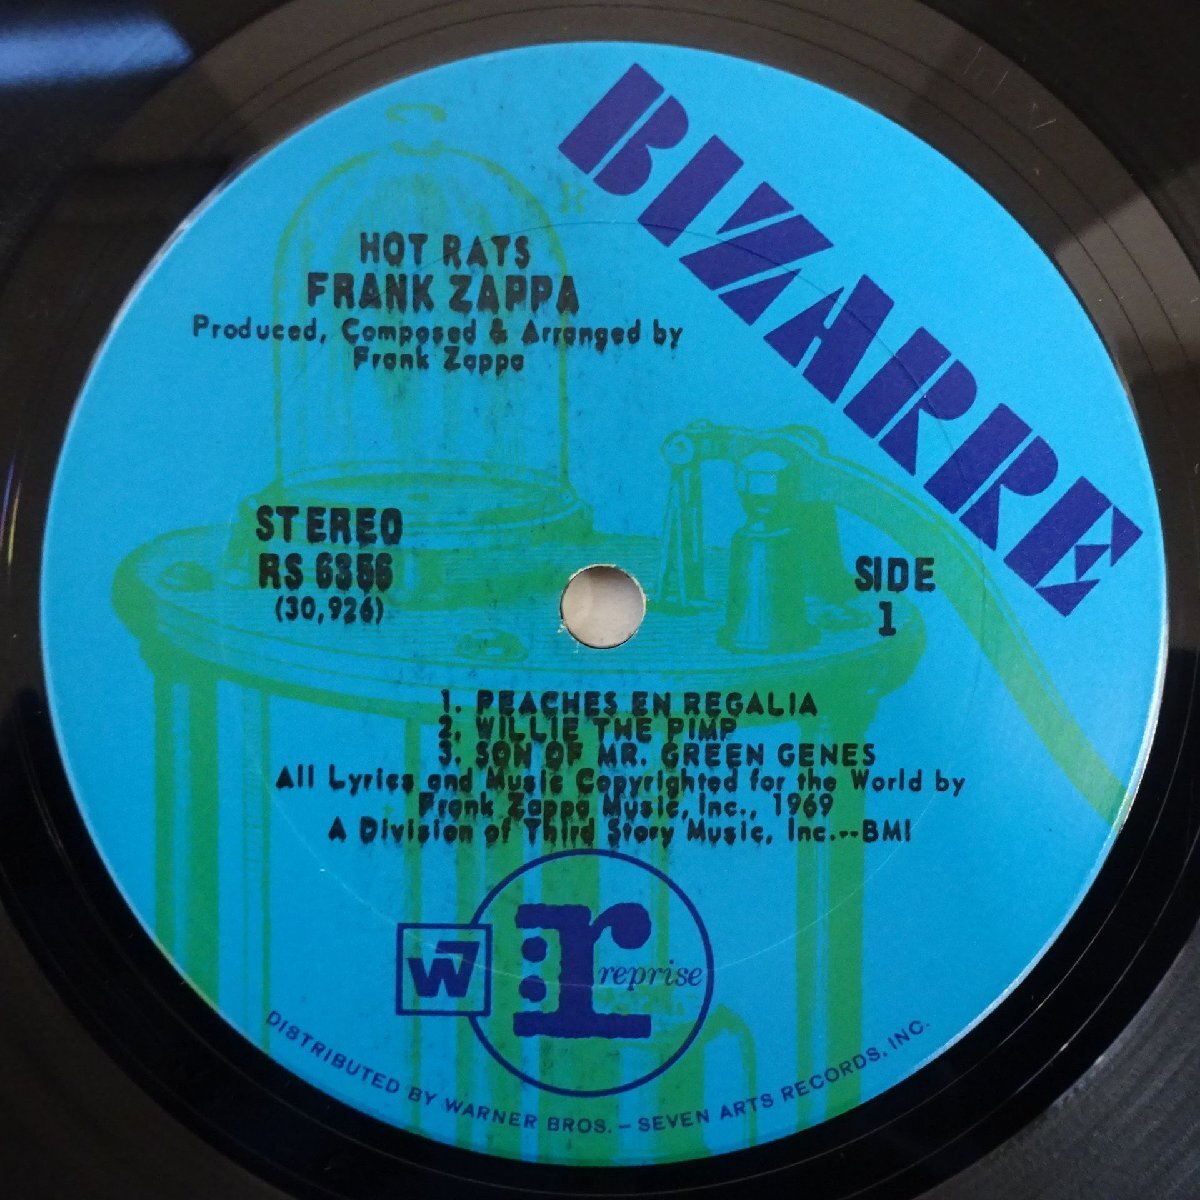 BIZARRE
HOT RATS
FRANK ZAPPA
Produced, Composed & Arranged by
Frank Zappa
STEREO
RS 6356
(30,926)
SIDE
1
1. PEACHES EN REGALIA
2. WILLIE THE PIMP
3. SON OF MR. GREEN GENES
All Lyrics and Music Copyrighted for the World by
Frank Zappa Music, Inc., 1969
A Division of Third Story Music, Inc.--BMI
W7
r: reprise
DISTRIBUTED BY WARNER BROS. – SEVEN ARTS RECORDS, INC.